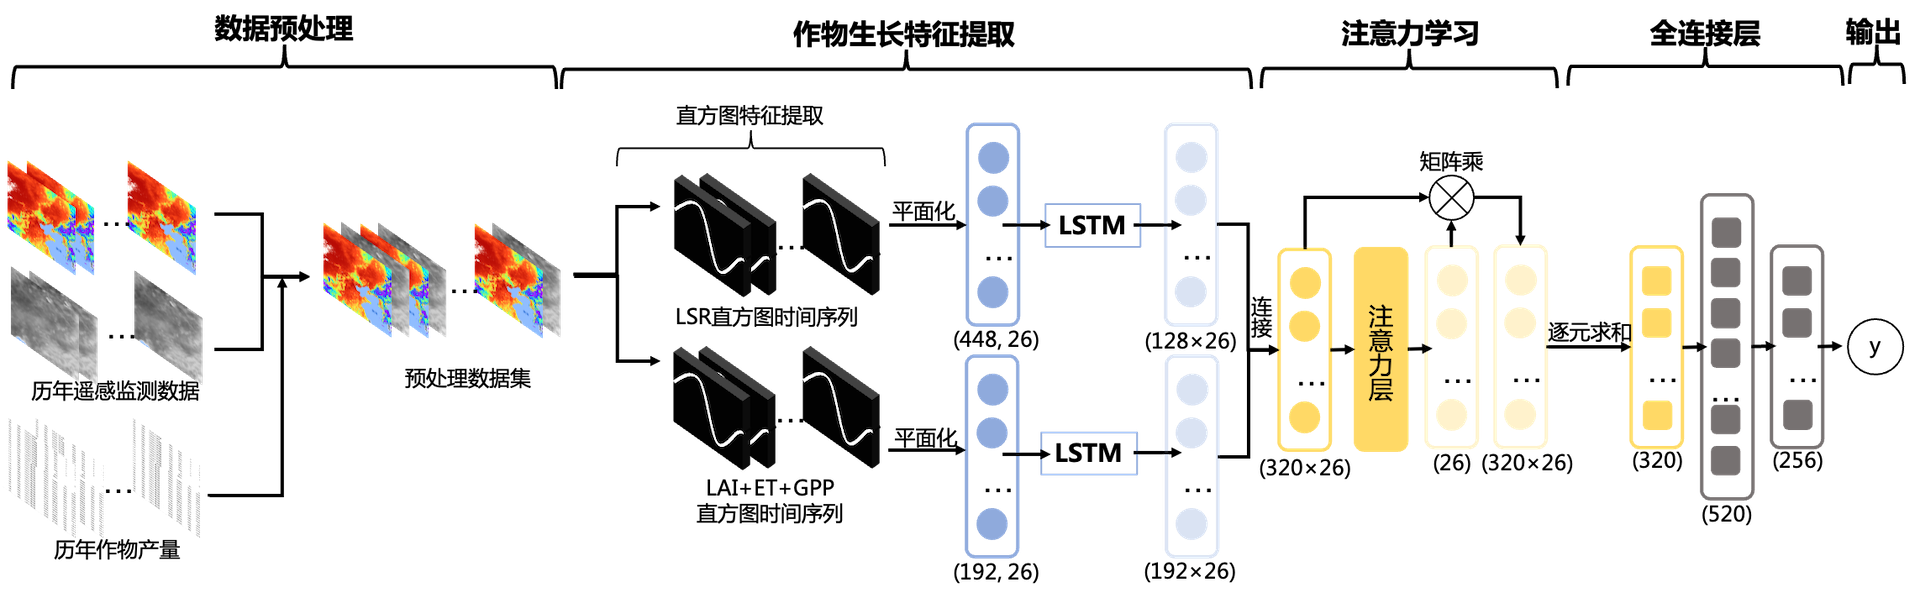 数据预处理
作物生长特征提取
注意力学习
全连接层
输出
历年遥感监测数据
历年作物产量
预处理数据集
直方图特征提取
LSR直方图时间序列
LAI+ET+GPP
直方图时间序列
平面化
平面化
(448, 26)
(192, 26)
LSTM
LSTM
(128×26)
(192×26)
连接
(320×26)
注意力层
矩阵乘
(26)
(320×26)
逐元求和
(320)
(520)
(256)
y